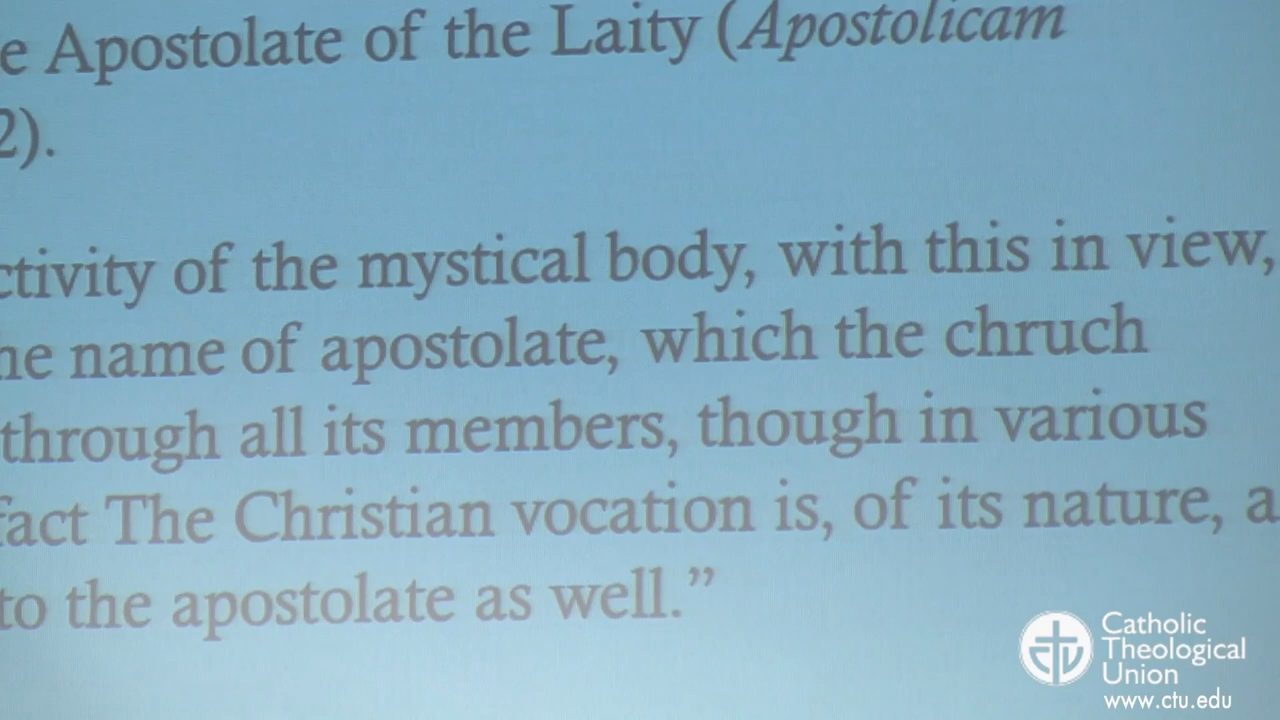 e Apostolate of the Laity (Apostolicam
2).
ctivity of the mystical body, with this in view,
he name of apostolate, which the chruch
through all its members, though in various
fact The Christian vocation is, of its nature, a
to the apostolate as well.”
Catholic
Theological
Union
www.ctu.edu